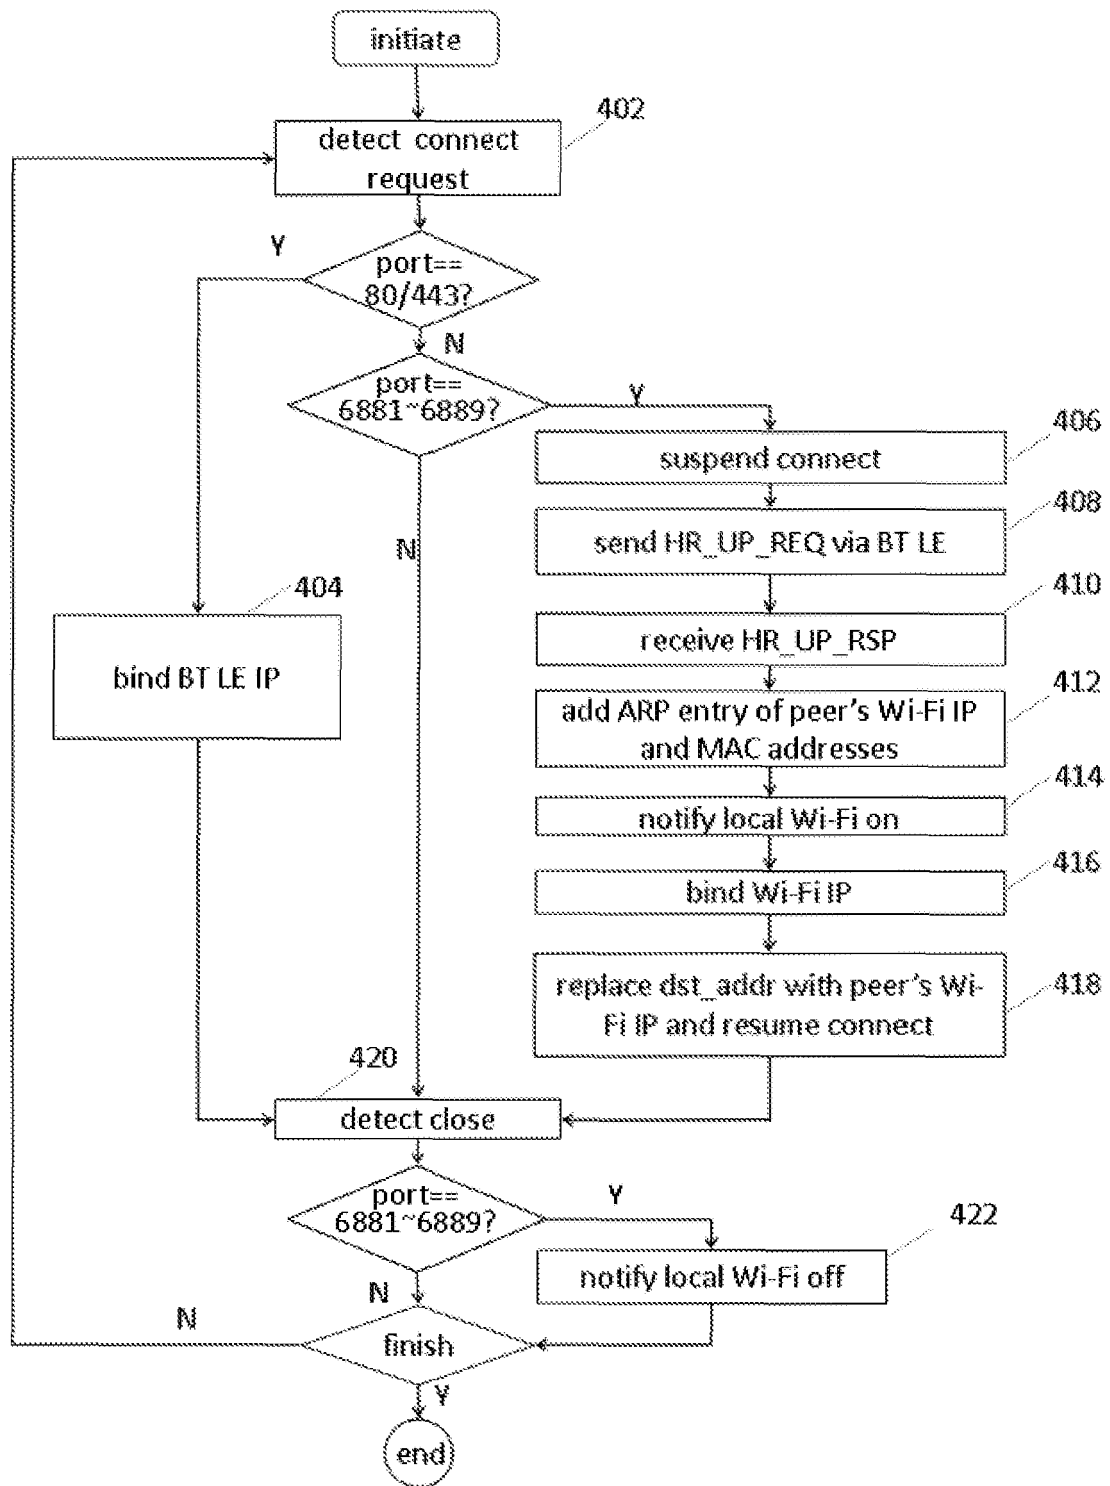 initiate
402
detect connect
request
Y
port==
80/443?
N
port==
6881~6889?
Y
406
suspend connect
408
send HR_UP_REQ via BT LE
N
404
410
receive HR_UP_RSP
bind BT LE IP
412
add ARP entry of peer's Wi-Fi IP
and MAC addresses
414
notify local Wi-Fi on
416
bind Wi-Fi IP
replace dst_addr with peer's Wi-
Fi IP and resume connect
418
420
detect close
port==
6881~6889?
Y
422
notify local Wi-Fi off
N
N
finish
Y
end